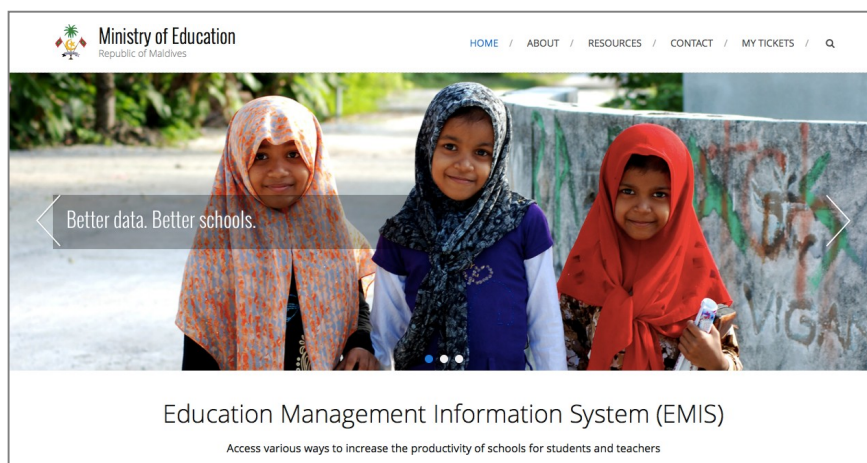 Ministry of Education
Republic of Maldives
HOME / ABOUT / RESOURCES / CONTACT / MY TICKETS /
Better data. Better schools.
Education Management Information System (EMIS)
Access various ways to increase the productivity of schools for students and teachers